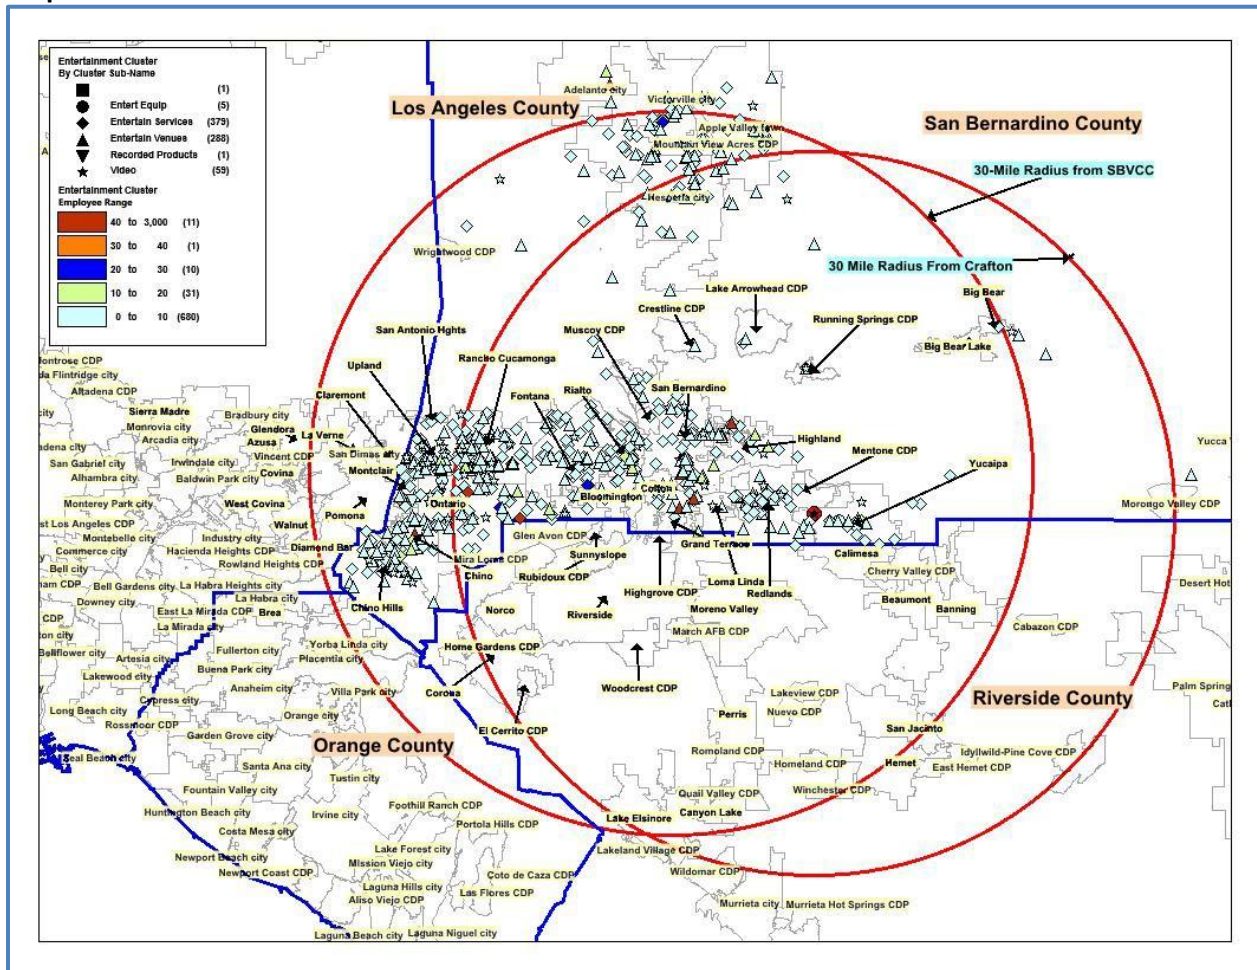 Entertainment Cluster
By Cluster Sub-Name
(1)
Entert Equip (5)
Entertain Services (379)
Entertain Venues (288)
Recorded Products (1)
Video (59)
Entertainment Cluster
Employee Range
40 to 3,000 (11)
30 to 40 (1)
20 to 30 (10)
10 to 20 (31)
0 to 10 (680)
Los Angeles County
San Bernardino County
30-Mile Radius from SBVCC
30 Mile Radius From Crafton
Adelanto city
Victorville city
Apple Valley town
Mountain View Acres CDP
Hesperia city
Wrightwood CDP
Lake Arrowhead CDP
Crestline CDP
Big Bear
Running Springs CDP
Big Bear Lake
San Antonio Hghts
Muscoy CDP
Upland
Rancho Cucamonga
Claremont
Fontana
Rialto
San Bernardino
Highland
Mentone CDP
Yucaipa
Yucca
Montrose CDP
da Flintridge city
Altadena CDP
city
Sierra Madre
Bradbury city
Monrovia city
Glendora
Arcadia city
Azusa
La Verne
adena city
Vincent CDP
San Dimas city
San Gabriel city
Irwindale city
Covina
Montclair
Alhambra city
Baldwin Park city
Monterey Park city
West Covina
Ontario
Bloomington
Colton
Morongo Valley CDP
st Los Angeles CDP
Walnut
Pomona
Montebello city
Industry city
Glen Avon CDP
Grand Terrace
Commerce city
Hacienda Heights CDP
Diamond Bar
Mira Loma CDP
Sunnyslope
Calimesa
Bell city
Rowland Heights CDP
Chino
Rubidoux CDP
Loma Linda
Cherry Valley CDP
am CDP
Bell Gardens city
La Habra Heights city
Highgrove CDP
Redlands
Desert Hot
Downey city
La Habra city
Chino Hills
Norco
Riverside
Moreno Valley
Beaumont
Banning
CDP
East La Mirada CDP
Brea
ton city
La Mirada city
March AFB CDP
Cabazon CDP
Bellflower city
Artesia city
Fullerton city
Yorba Linda city
Placentia city
Home Gardens CDP
Lakewood city
Buena Park city
Corona
Woodcrest CDP
Palm Spring
Cypress city
Anaheim city
Villa Park city
Lakeview CDP
Riverside County
Cath
Long Beach city
Orange city
Perris
Nuevo CDP
Rossmoor CDP
Garden Grove city
El Cerrito CDP
San Jacinto
Orange County
Romoland CDP
Idyllwild-Pine Cove CDP
Seal Beach city
Santa Ana city
Homeland CDP
Hemet
East Hemet CDP
Tustin city
Fountain Valley city
Quail Valley CDP
Winchester CDP
Huntington Beach city
Irvine city
Foothill Ranch CDP
Lake Elsinore
Canyon Lake
Costa Mesa city
Portola Hills CDP
Newport Beach city
Lake Forest city
Lakeland Village CDP
Newport Coast CDP
Mission Viejo city
Coto de Caza CDP
Wildomar CDP
Laguna Hills city
Las Flores CDP
Aliso Viejo CDP
Murrieta city
Murrieta Hot Springs CDP
Laguna Beach city
Laguna Niguel city